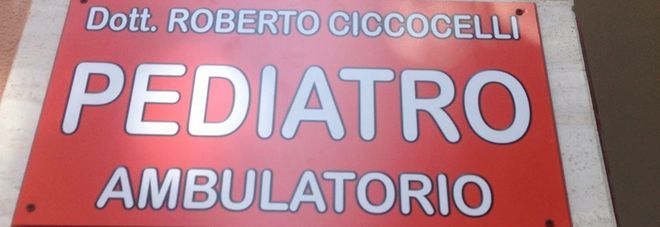 Dott. ROBERTO CICCOCELLI
PEDIATRO
AMBULATORIO